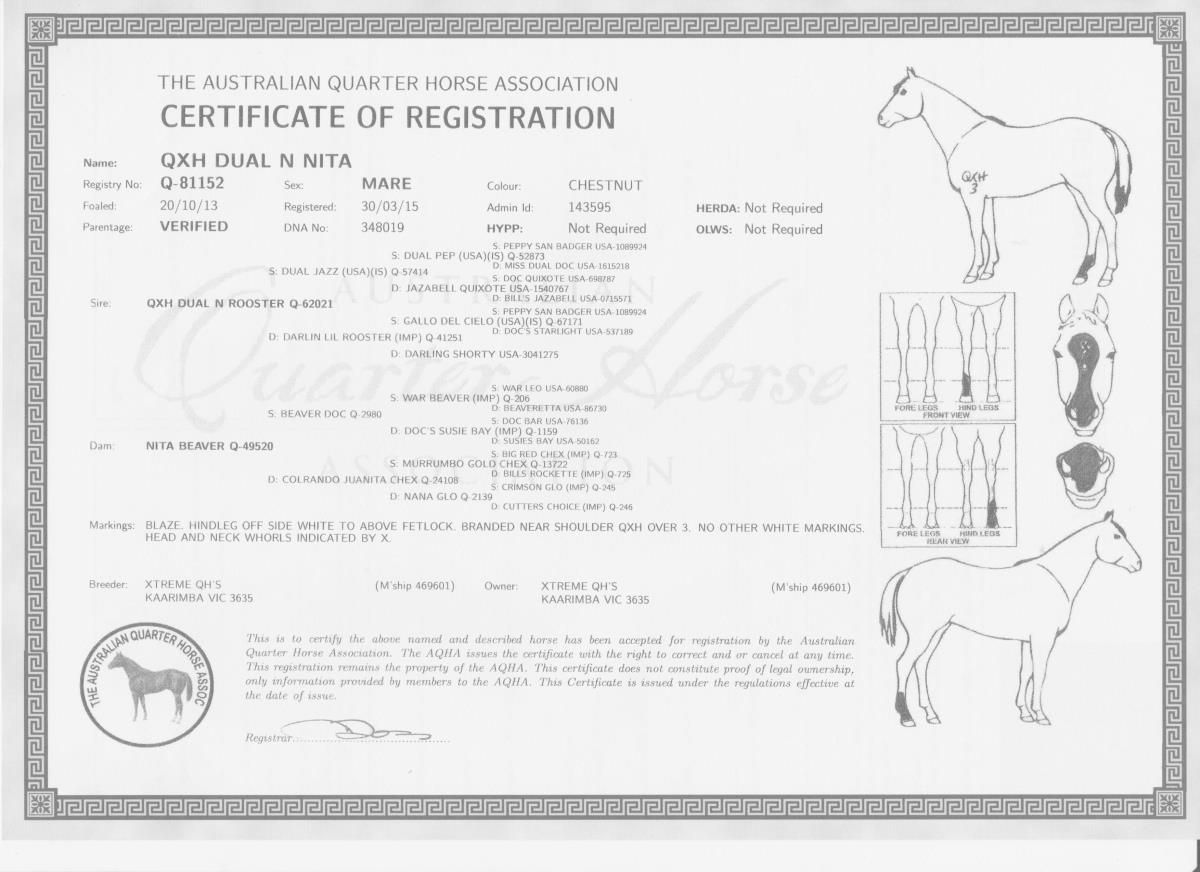 THE AUSTRALIAN QUARTER HORSE ASSOCIATION
CERTIFICATE OF REGISTRATION
Name: QXH DUAL N NITA
Registry No: Q-81152 Sex: MARE Colour: CHESTNUT
Foaled: 20/10/13 Registered: 30/03/15 Admin Id: 143595 HERDA: Not Required
Parentage: VERIFIED DNA No: 348019 HYPP: Not Required OLWS: Not Required
S: PEPPY SAN BADGER USA-1089924
S: DUAL PEP (USA)(IS) Q-52873
D: MISS DUAL DOC USA-1615218
S: DUAL JAZZ (USA)(IS) Q-57414
S: DOC QUIXOTE USA-698787
D: JAZABELL QUIXOTE USA-1540767
D: BILL'S JAZABELL USA-0715571
Sire: QXH DUAL N ROOSTER Q-62021
S: PEPPY SAN BADGER USA-1089924
S: GALLO DEL CIELO (USA)(IS) Q-67171
D: DOC'S STARLIGHT USA-537189
D: DARLIN LIL ROOSTER (IMP) Q-41251
D: DARLING SHORTY USA-3041275
S: WAR LEO USA-60880
S: WAR BEAVER (IMP) Q-206
D: BEAVERETTA USA-86730
S: BEAVER DOC Q-2980
S: DOC BAR USA-76136
D: DOC'S SUSIE BAY (IMP) Q-1159
D: SUSIES BAY USA-50162
Dam: NITA BEAVER Q-49520
S: BIG RED CHEX (IMP) Q-723
S: MURRUMBO GOLD CHEX Q-13722
D: BILLS ROCKETTE (IMP) Q-725
D: COLRANDO JUANITA CHEX Q-24108
S: CRIMSON GLO (IMP) Q-245
D: NANA GLO Q-2139
D: CUTTERS CHOICE (IMP) Q-246
AUSTRALIAN
Quarter Horse
ASSOCIATION
Markings: BLAZE. HINDLEG OFF SIDE WHITE TO ABOVE FETLOCK. BRANDED NEAR SHOULDER QXH OVER 3. NO OTHER WHITE MARKINGS.
HEAD AND NECK WHORLS INDICATED BY X.
Breeder: XTREME QH'S (M'ship 469601) Owner: XTREME QH'S (M'ship 469601)
KAARIMBA VIC 3635 KAARIMBA VIC 3635
This is to certify the above named and described horse has been accepted for registration by the Australian
Quarter Horse Association. The AQHA issues the certificate with the right to correct and or cancel at any time.
This registration remains the property of the AQHA. This certificate does not constitute proof of legal ownership,
only information provided by members to the AQHA. This Certificate is issued under the regulations effective at
the date of issue.
Registrar
THE AUSTRALIAN QUARTER HORSE ASSOC
QXH
3
FORE LEGS HIND LEGS
FRONT VIEW
FORE LEGS HIND LEGS
REAR VIEW